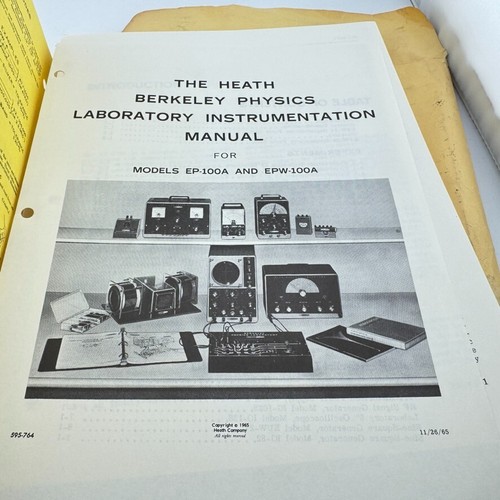 THE HEATH
BERKELEY PHYSICS
LABORATORY INSTRUMENTATION
MANUAL
FOR
MODELS EP-100A AND EPW-100A
595-764
Copyright © 1965
Heath Company
All rights reserved
11/26/65